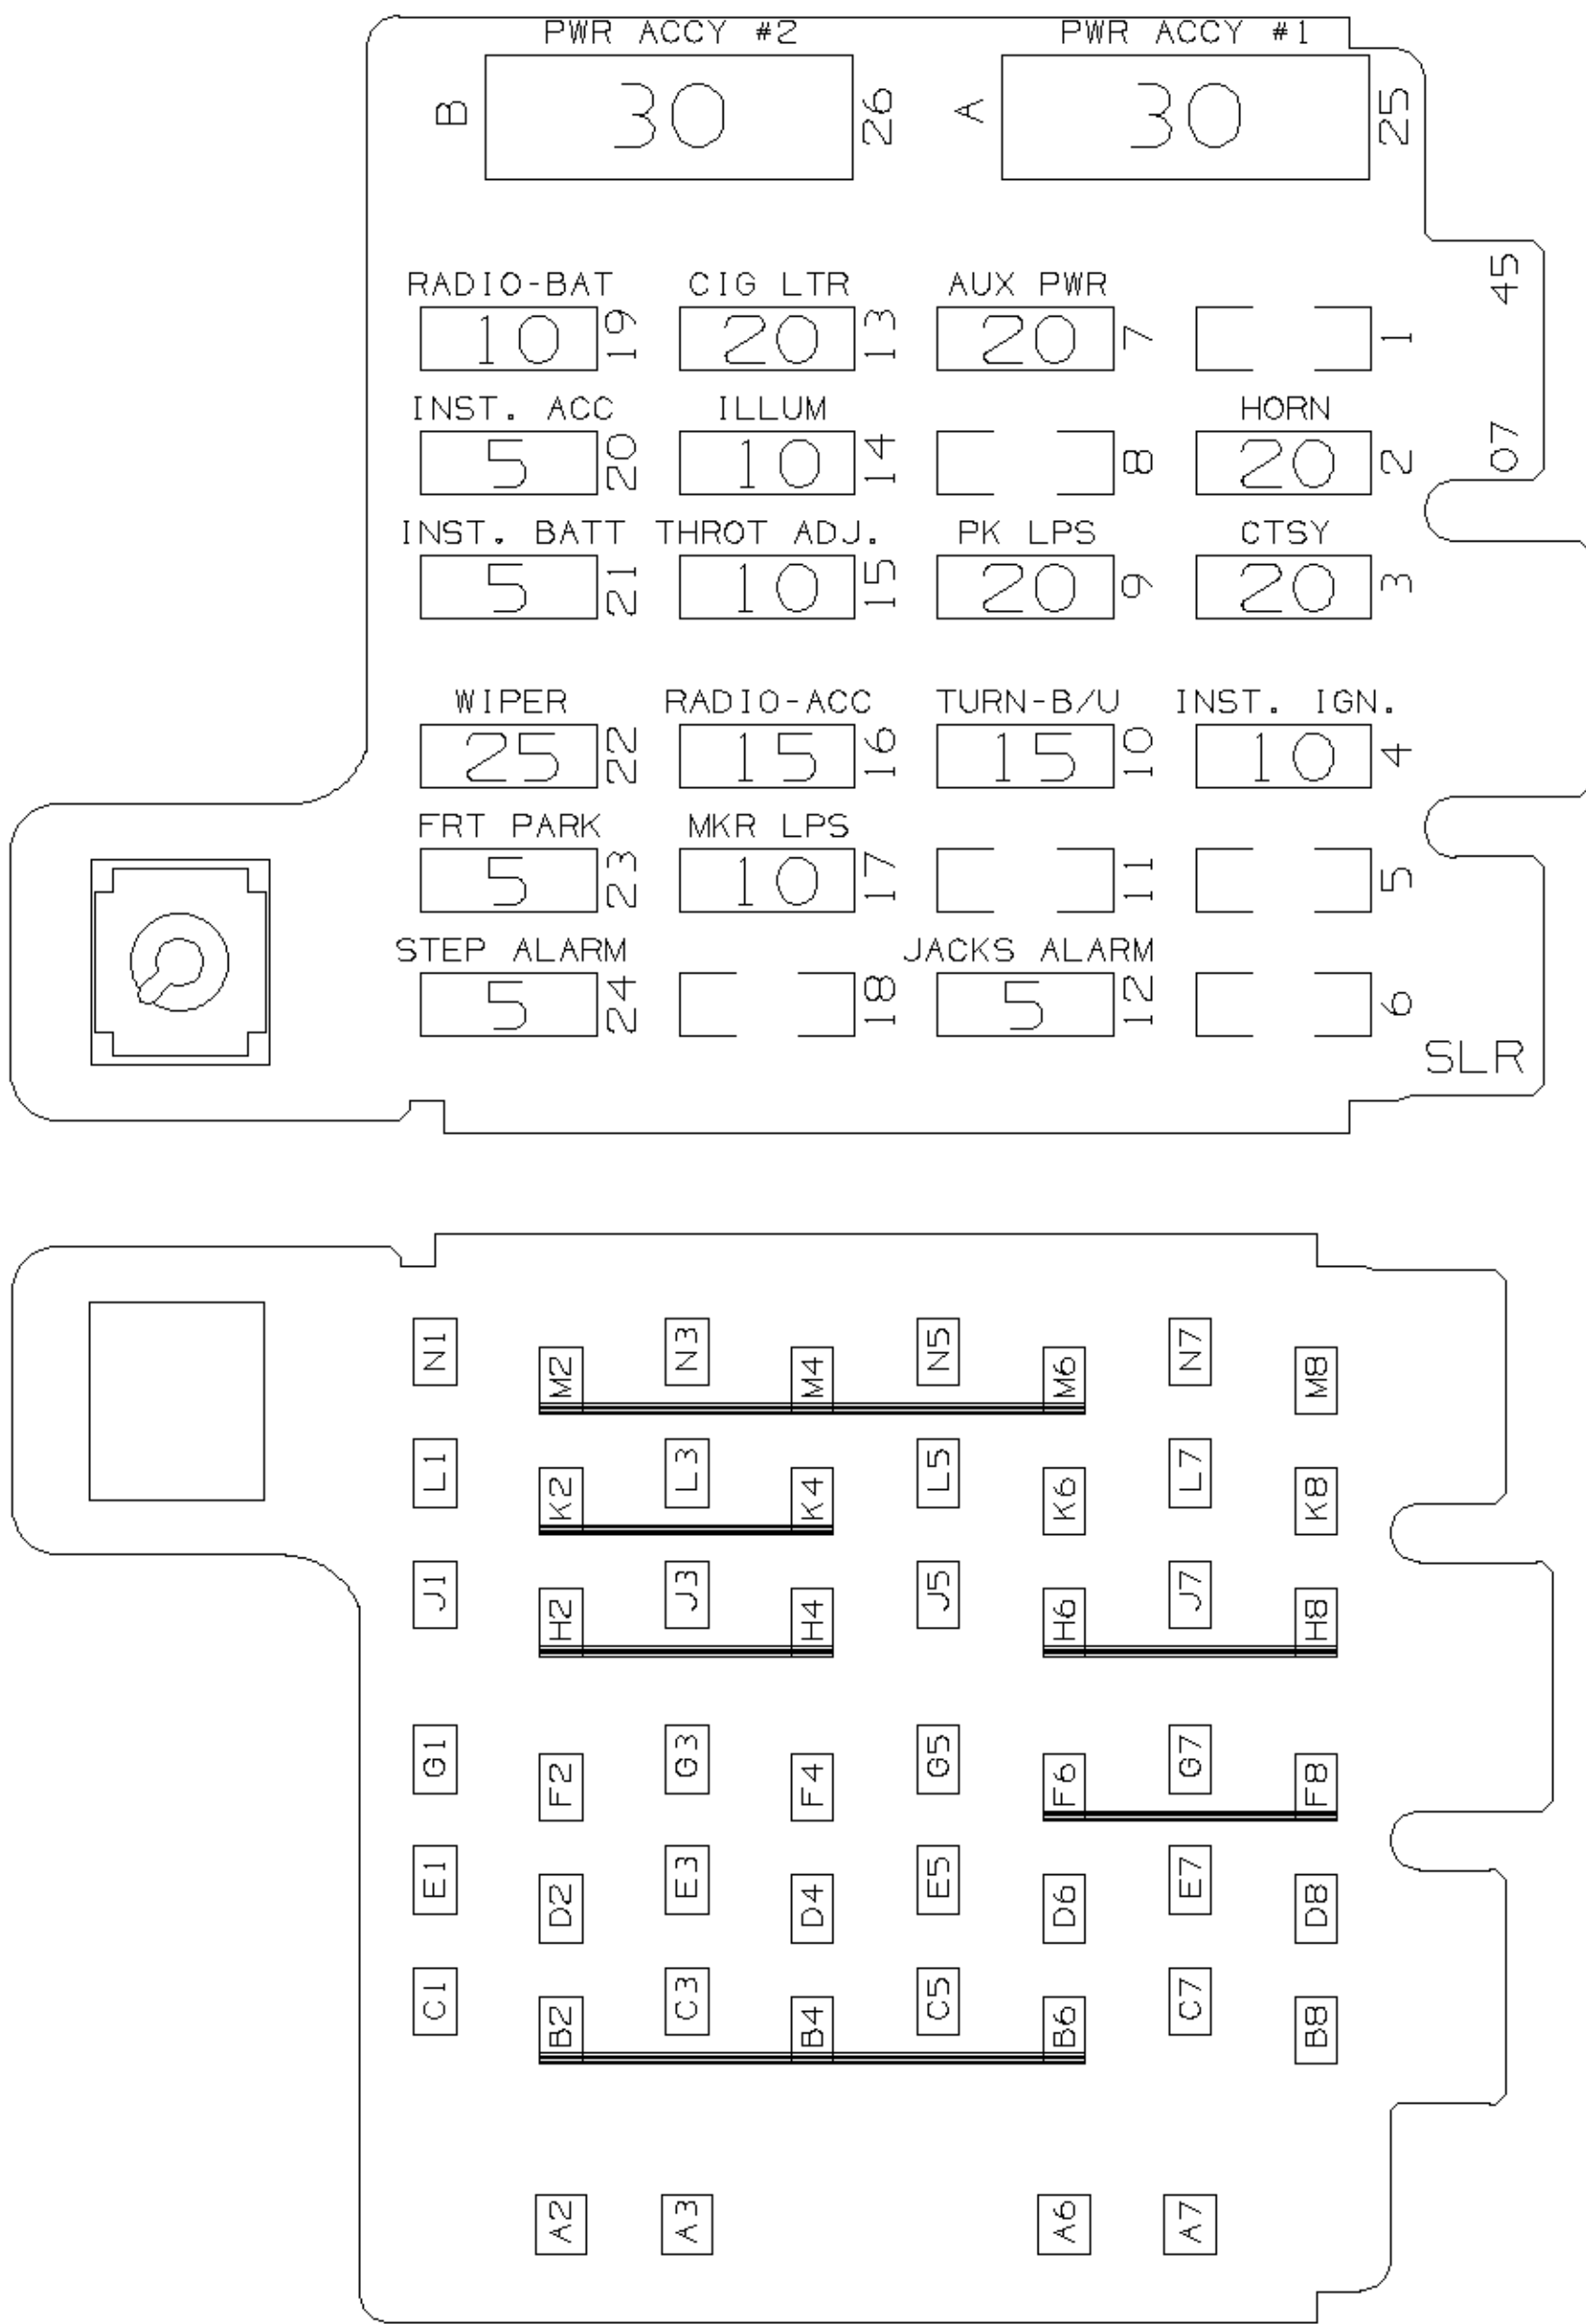 PWR ACCY #2 PWR ACCY #1
B 30 26 A 30 25
RADIO-BAT CIG LTR AUX PWR
10 19 20 13 20 7 1 45
INST. ACC ILLUM HORN
5 20 10 14 8 20 2 07
INST. BATT THROT ADJ. PK LPS CTSY
5 21 10 15 20 9 20 3
WIPER RADIO-ACC TURN-B/U INST. IGN.
25 22 15 16 15 10 10 4
FRT PARK MKR LPS
5 23 10 17 11 5
STEP ALARM JACKS ALARM
5 24 18 5 12 6
SLR
N1 N3 N5 N7
M2 M4 M6 M8
L1 L3 L5 L7
K2 K4 K6 K8
J1 J3 J5 J7
H2 H4 H6 H8
G1 G3 G5 G7
F2 F4 F6 F8
E1 E3 E5 E7
D2 D4 D6 D8
C1 C3 C5 C7
B2 B4 B6 B8
A2 A3 A6 A7